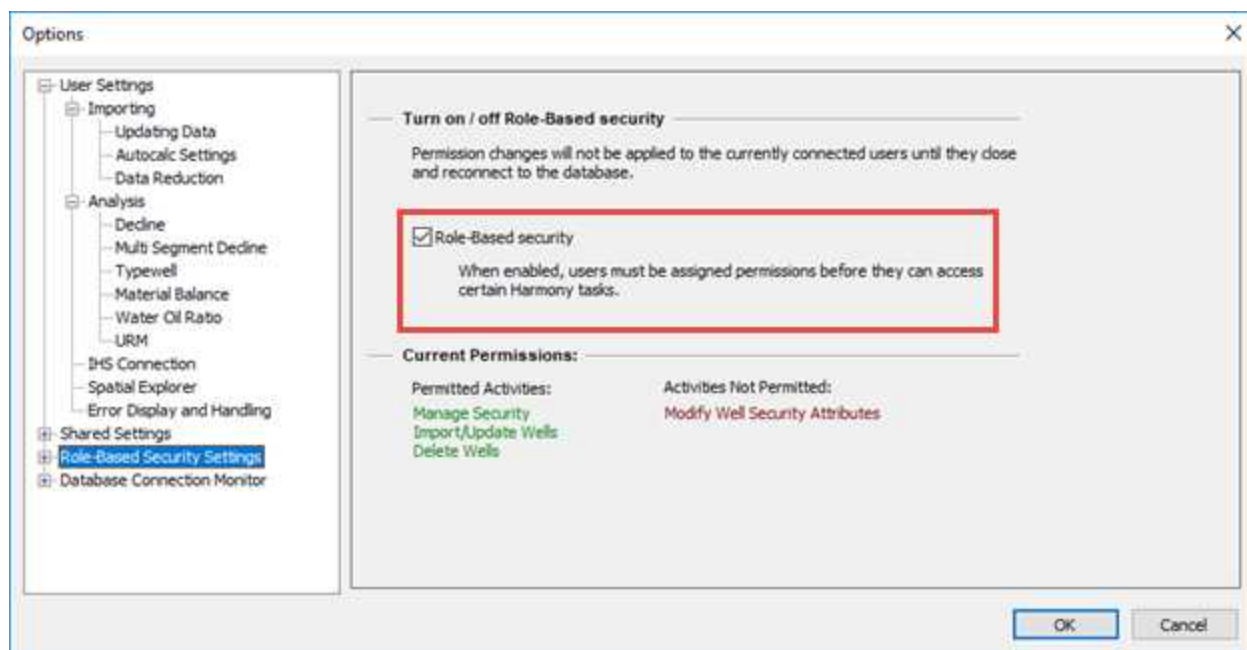 Options
User Settings
Importing
Updating Data
Autocalc Settings
Data Reduction
Analysis
Decline
Multi Segment Decline
Typewell
Material Balance
Water Oil Ratio
URM
IHS Connection
Spatial Explorer
Error Display and Handling
Shared Settings
Role-Based Security Settings
Database Connection Monitor
Turn on / off Role-Based security
Permission changes will not be applied to the currently connected users until they close
and reconnect to the database.
Role-Based security
When enabled, users must be assigned permissions before they can access
certain Harmony tasks.
Current Permissions:
Permitted Activities:
Manage Security
Import/Update Wells
Delete Wells
Activities Not Permitted:
Modify Well Security Attributes
OK
Cancel